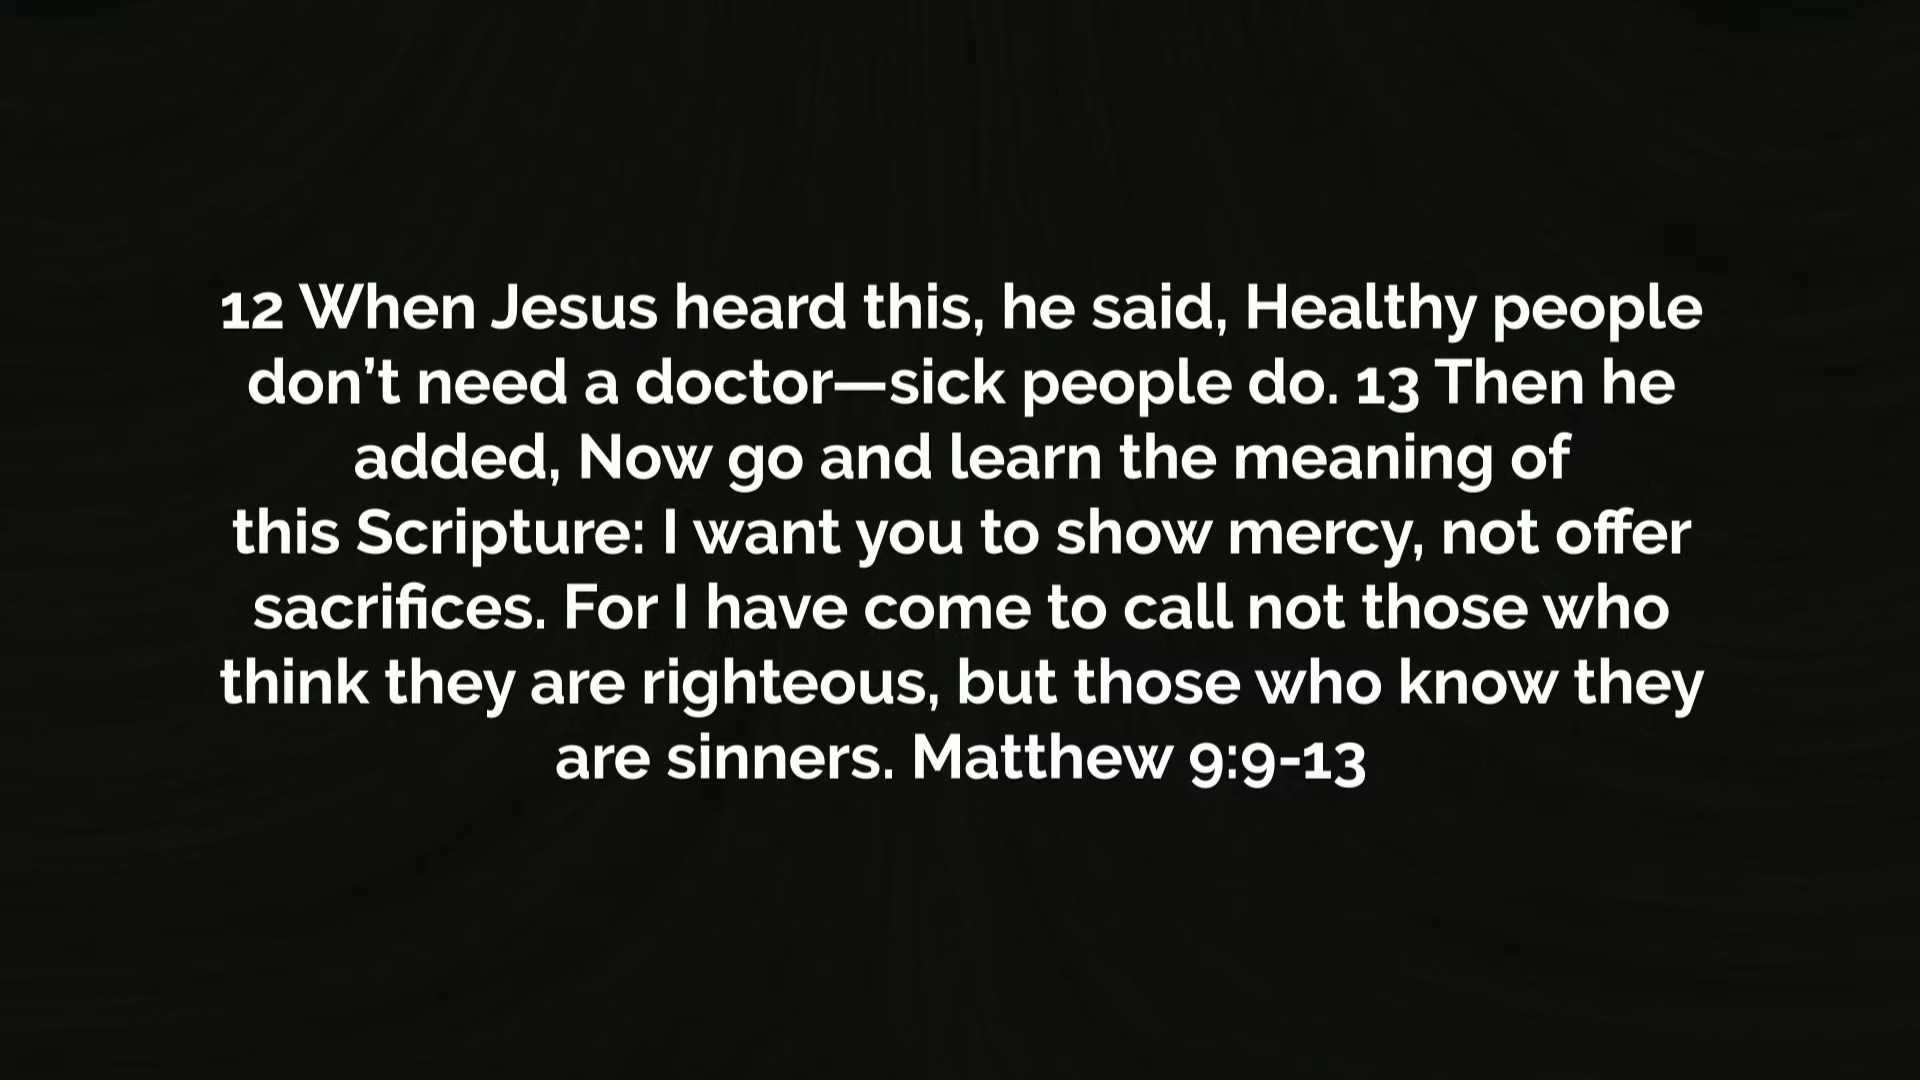 12 When Jesus heard this, he said, Healthy people
don’t need a doctor—sick people do. 13 Then he
added, Now go and learn the meaning of
this Scripture: I want you to show mercy, not offer
sacrifices. For I have come to call not those who
think they are righteous, but those who know they
are sinners. Matthew 9:9-13